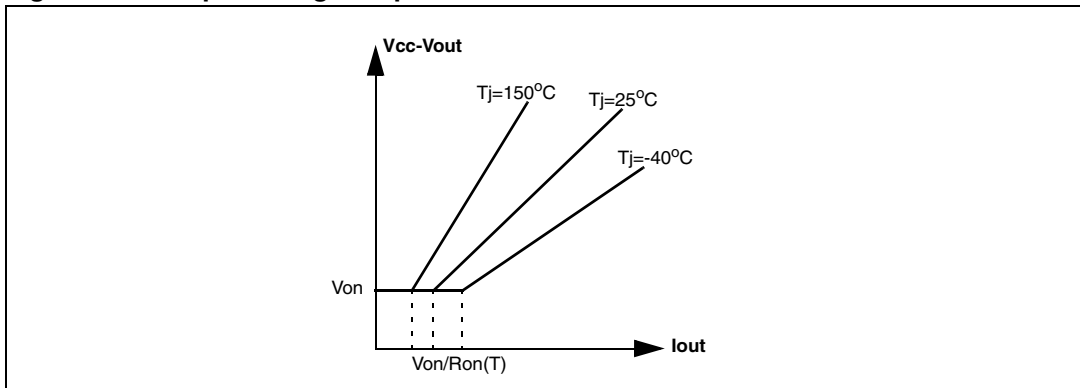 Vcc-Vout
Tj=150°C
Tj=25°C
Tj=-40°C
Von
Iout
Von/Ron(T)